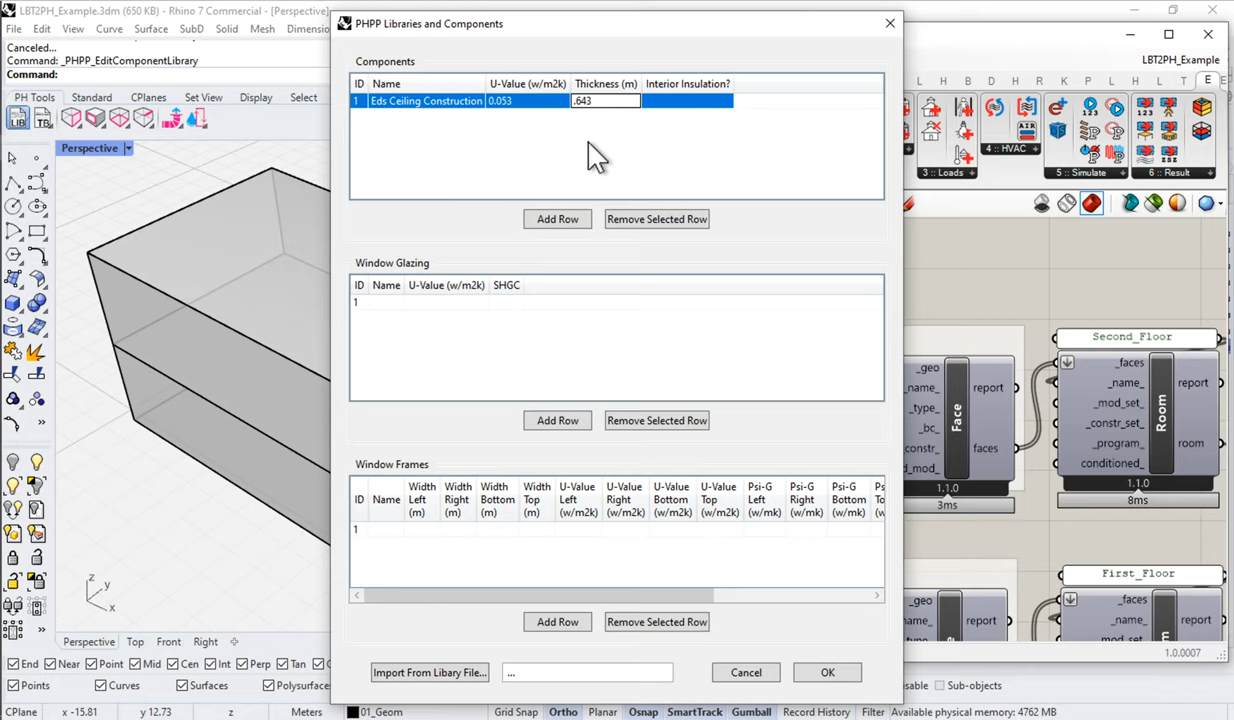 LBT2PH_Example.3dm (650 KB) - Rhino 7 Commercial - [Perspective]
File Edit View Curve Surface SubD Solid Mesh Dimension
Canceled...
Command: _PHPP_EditComponentLibrary
Command:
PH Tools Standard CPlanes Set View Display Select
LIB TB
Perspective
z y x
Perspective Top Front Right
End Near Point Mid Cen Int Perp Tan
Points Curves Surfaces Polysurfaces
CPlane x -15.81 y 12.73 z Meters 01_Geom Grid Snap Ortho Planar Osnap SmartTrack Gumball Record History Filter Available physical memory: 4762 MB
PHPP Libraries and Components
Components
ID Name U-Value (w/m2k) Thickness (m) Interior Insulation?
1 Eds Ceiling Construction 0.053 .643
Add Row Remove Selected Row
Window Glazing
ID Name U-Value (w/m2k) SHGC
1
Add Row Remove Selected Row
Window Frames
ID Name Width Left (m) Width Right (m) Width Bottom (m) Width Top (m) U-Value Left (w/m2k) U-Value Right (w/m2k) U-Value Bottom (w/m2k) U-Value Top (w/m2k) Psi-G Left (w/mk) Psi-G Right (w/mk) Psi-G Bottom (w/mk)
1
Add Row Remove Selected Row
Import From Libary File... ... Cancel OK
LBT2PH_Example
H L H L T D E
3 :: Loads 4 :: HVAC 5 :: Simulate 6 :: Result
AIR
Second_Floor
_geo
_name_
_type_
_bc_
constr_
d_mod_
Face
report
faces
1.1.0
3ms
_faces
_name_
_mod_set_
_constr_set_
_program_
conditioned_
Room
report
room
1.1.0
8ms
First_Floor
_geo
_name_
report
_faces
_name_
report
1.0.0007
Sub-objects